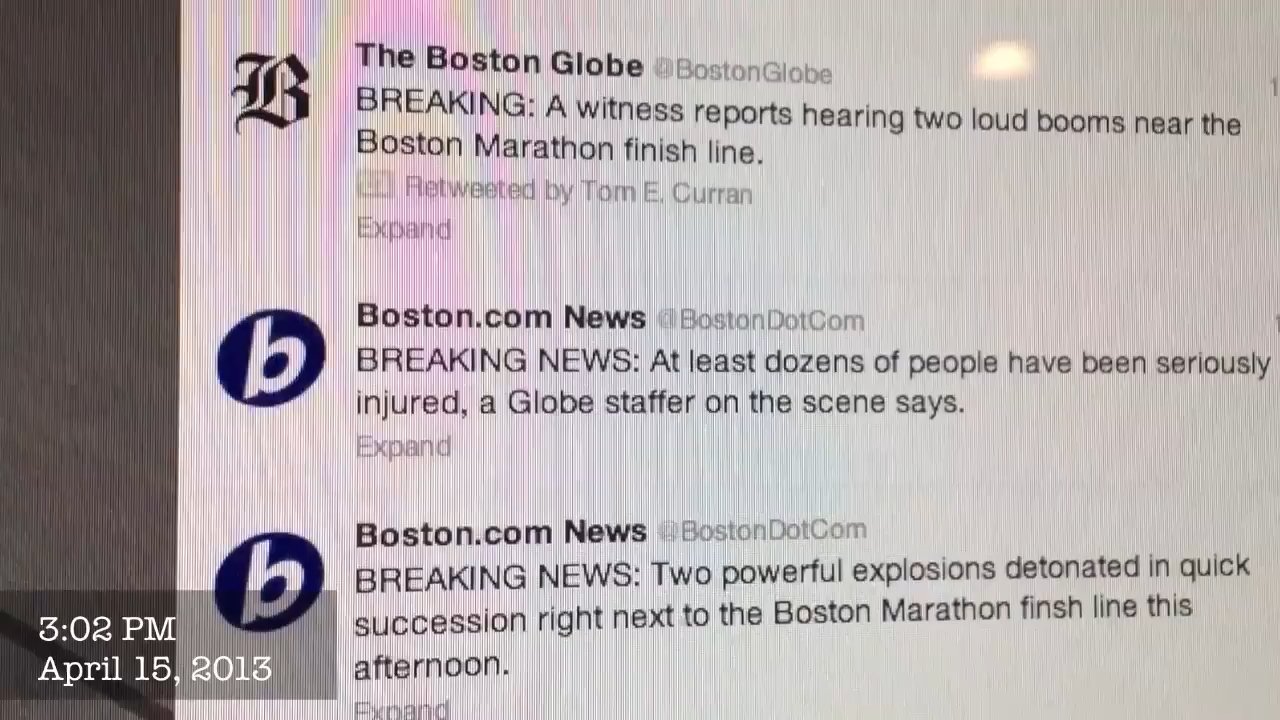 The Boston Globe @BostonGlobe
BREAKING: A witness reports hearing two loud booms near the
Boston Marathon finish line.
Retweeted by Tom E. Curran
Expand
Boston.com News @BostonDotCom
BREAKING NEWS: At least dozens of people have been seriously
injured, a Globe staffer on the scene says.
Expand
Boston.com News @BostonDotCom
BREAKING NEWS: Two powerful explosions detonated in quick
succession right next to the Boston Marathon finsh line this
afternoon.
Expand
3:02 PM
April 15, 2013